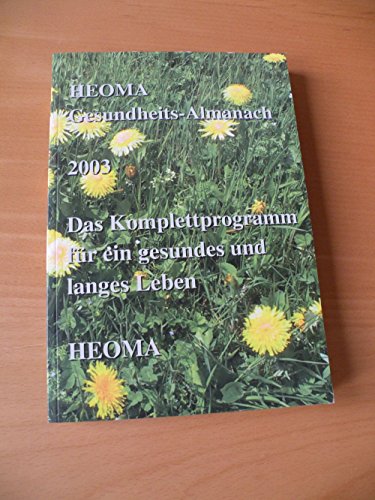 HEOMA
Gesundheits-Almanach
2003
Das Komplettprogramm
für ein gesundes und
langes Leben
HEOMA